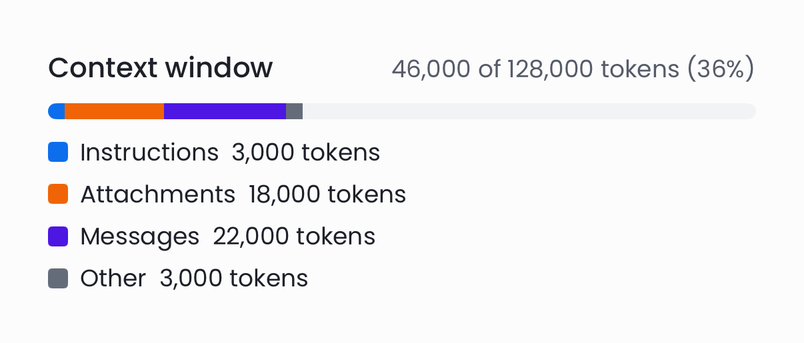 Context window 46,000 of 128,000 tokens (36%)
Instructions 3,000 tokens
Attachments 18,000 tokens
Messages 22,000 tokens
Other 3,000 tokens